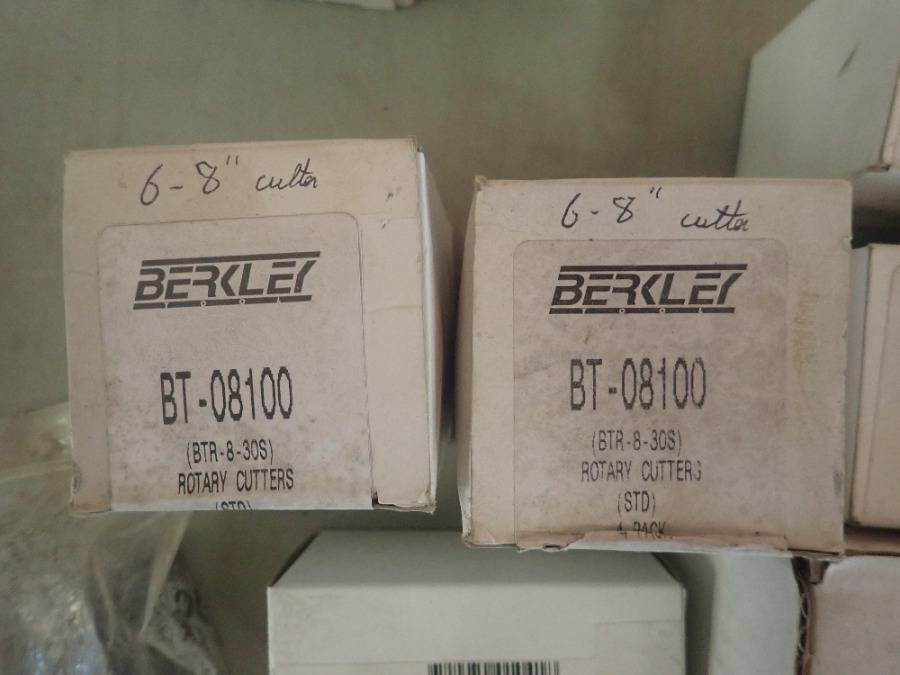 6-8" cutter
BERKLEY
BT-08100
(BTR-8-30S)
ROTARY CUTTERS
(STD)
6-8" cutter
BERKLEY
BT-08100
(BTR-8-30S)
ROTARY CUTTERS
(STD)
PACK